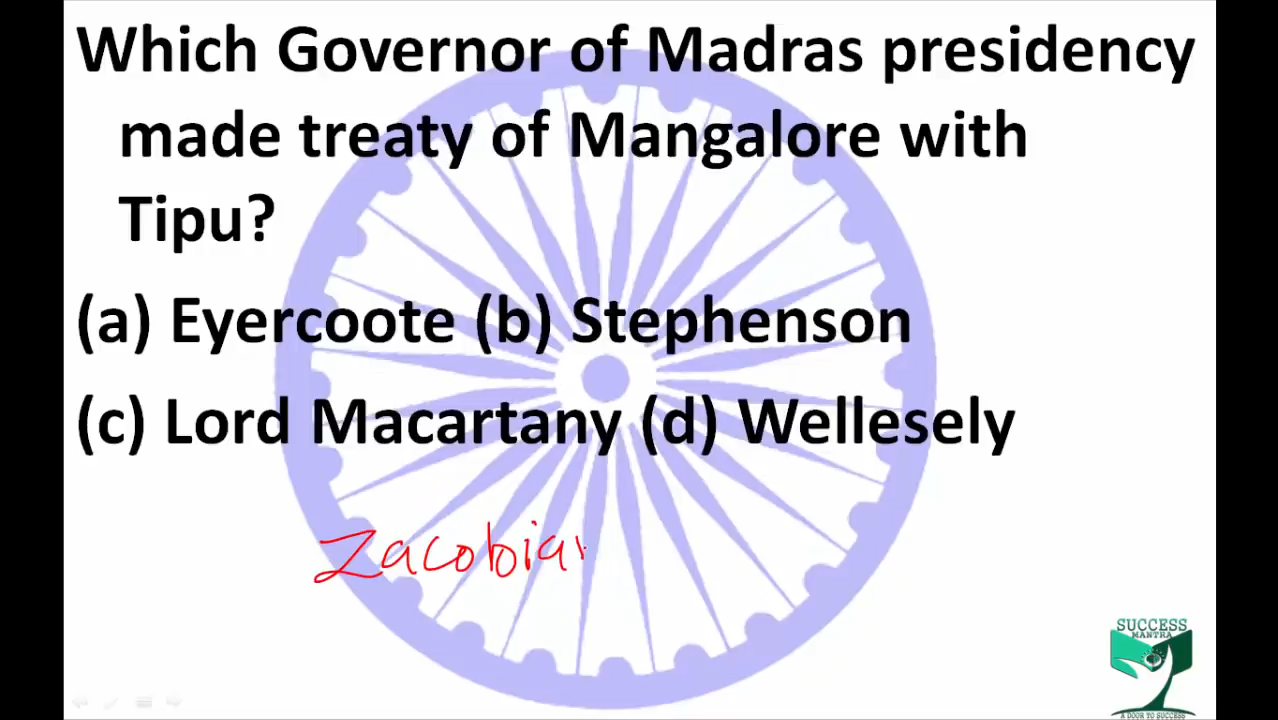 Which Governor of Madras presidency
made treaty of Mangalore with
Tipu?
(a) Eyercoote (b) Stephenson
(c) Lord Macartany (d) Wellesely
Zacobian
SUCCESS
MANTRA
A DOOR TO SUCCESS